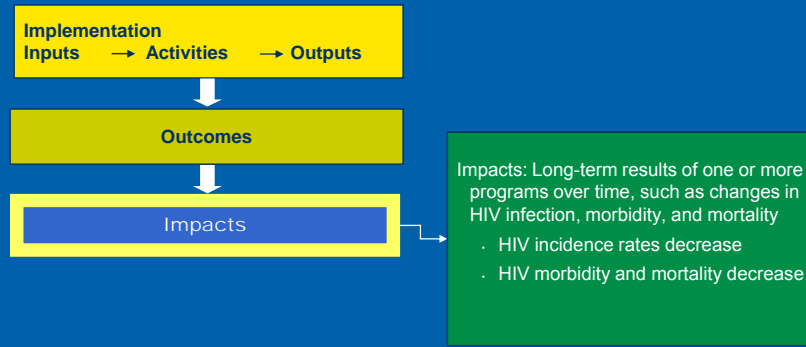 Implementation
Inputs → Activities → Outputs
Outcomes
Impacts
Impacts: Long-term results of one or more
programs over time, such as changes in
HIV infection, morbidity, and mortality
· HIV incidence rates decrease
· HIV morbidity and mortality decrease